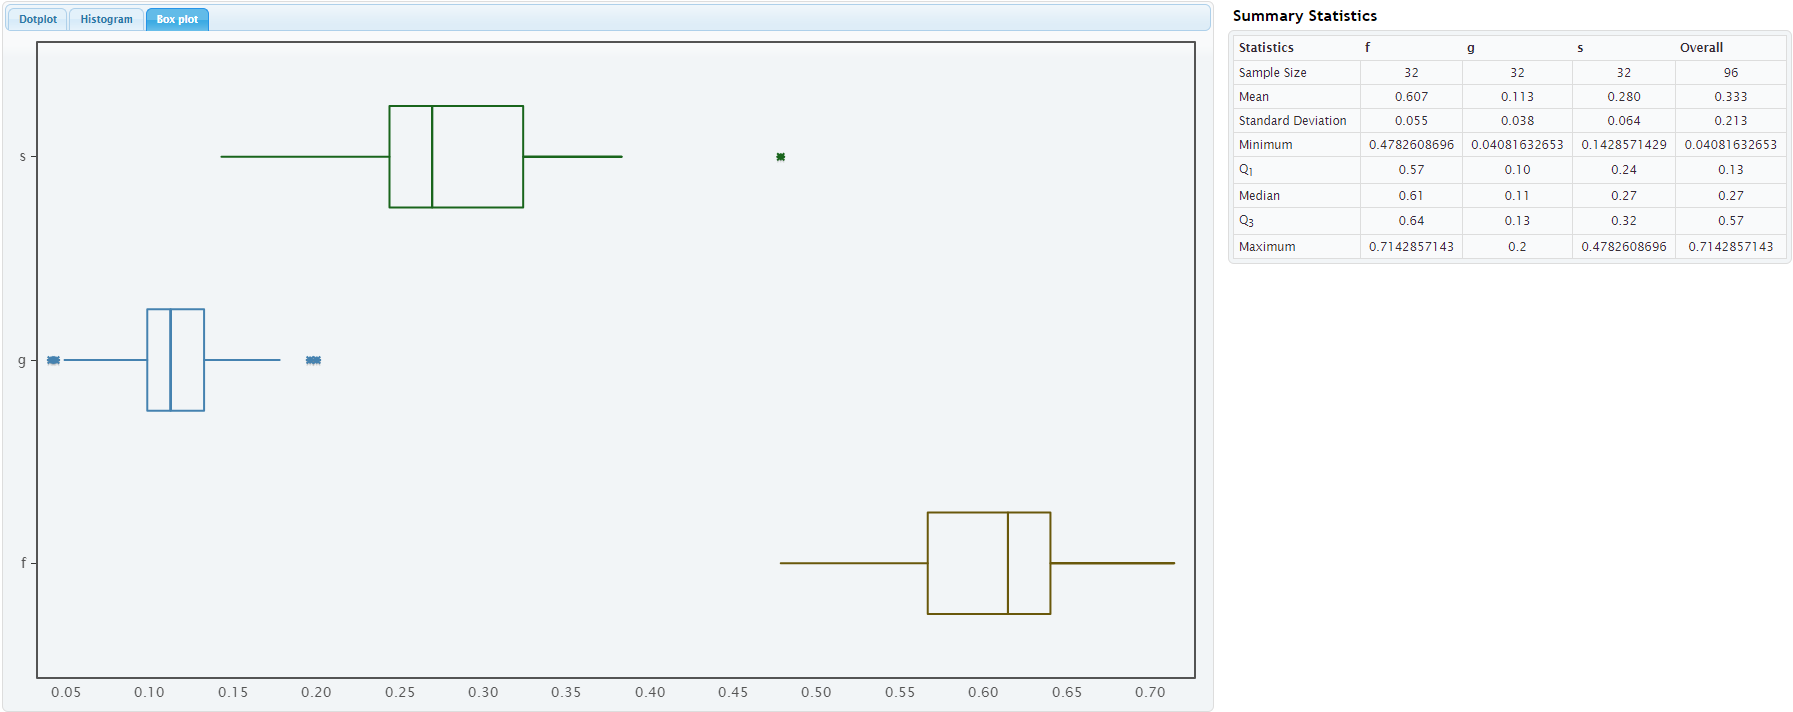 Dotplot Histogram Box plot
s
g
f
0.05 0.10 0.15 0.20 0.25 0.30 0.35 0.40 0.45 0.50 0.55 0.60 0.65 0.70
Summary Statistics
Statistics f g s Overall
Sample Size 32 32 32 96
Mean 0.607 0.113 0.280 0.333
Standard Deviation 0.055 0.038 0.064 0.213
Minimum 0.4782608696 0.04081632653 0.1428571429 0.04081632653
Q1 0.57 0.10 0.24 0.13
Median 0.61 0.11 0.27 0.27
Q3 0.64 0.13 0.32 0.57
Maximum 0.7142857143 0.2 0.4782608696 0.7142857143